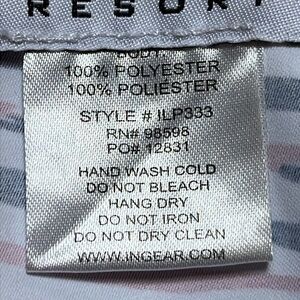 RESORT
BODY
100% POLYESTER
100% POLIESTER
STYLE # ILP333
RN# 98598
PO# 12831
HAND WASH COLD
DO NOT BLEACH
HANG DRY
DO NOT IRON
DO NOT DRY CLEAN
WWW.INGEAR.COM